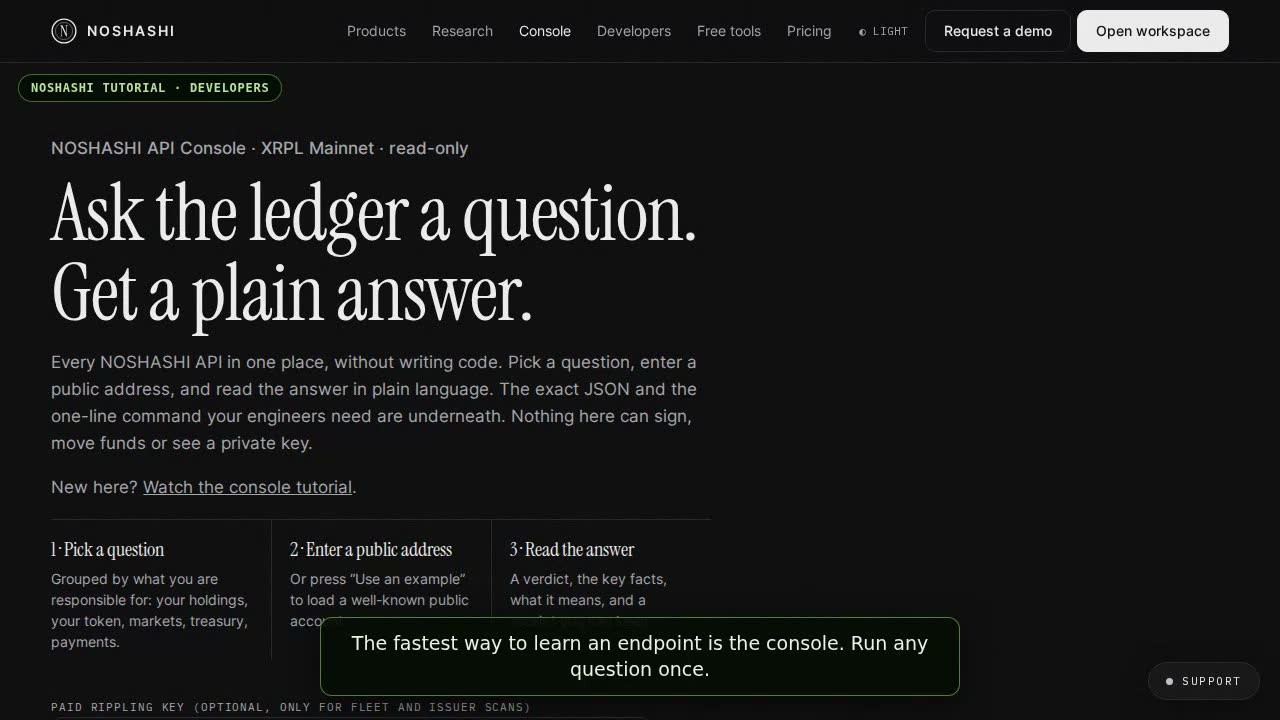 NOSHASHI
Products Research Console Developers Free tools Pricing ◐ LIGHT Request a demo Open workspace
NOSHASHI TUTORIAL · DEVELOPERS
NOSHASHI API Console · XRPL Mainnet · read-only
Ask the ledger a question.
Get a plain answer.
Every NOSHASHI API in one place, without writing code. Pick a question, enter a
public address, and read the answer in plain language. The exact JSON and the
one-line command your engineers need are underneath. Nothing here can sign,
move funds or see a private key.
New here? Watch the console tutorial.
1 · Pick a question
Grouped by what you are
responsible for: your holdings,
your token, markets, treasury,
payments.
2 · Enter a public address
Or press “Use an example”
to load a well-known public
3 · Read the answer
A verdict, the key facts,
what it means, and a
The fastest way to learn an endpoint is the console. Run any
question once.
SUPPORT
PAID RIPPLING KEY (OPTIONAL, ONLY FOR FLEET AND ISSUER SCANS)